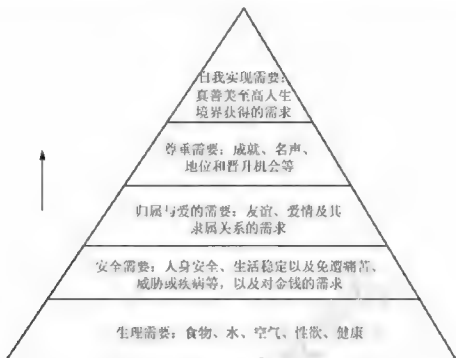 自我实现需要：
真善美至高人生
境界获得的需求
尊重需要：成就、名声、
地位和晋升机会等
归属与爱的需要：友谊、爱情及其
隶属关系的需求
安全需要：人身安全、生活稳定以及免遭痛苦、
威胁或疾病等，以及对金钱的需求
生理需要：食物、水、空气、性欲、健康